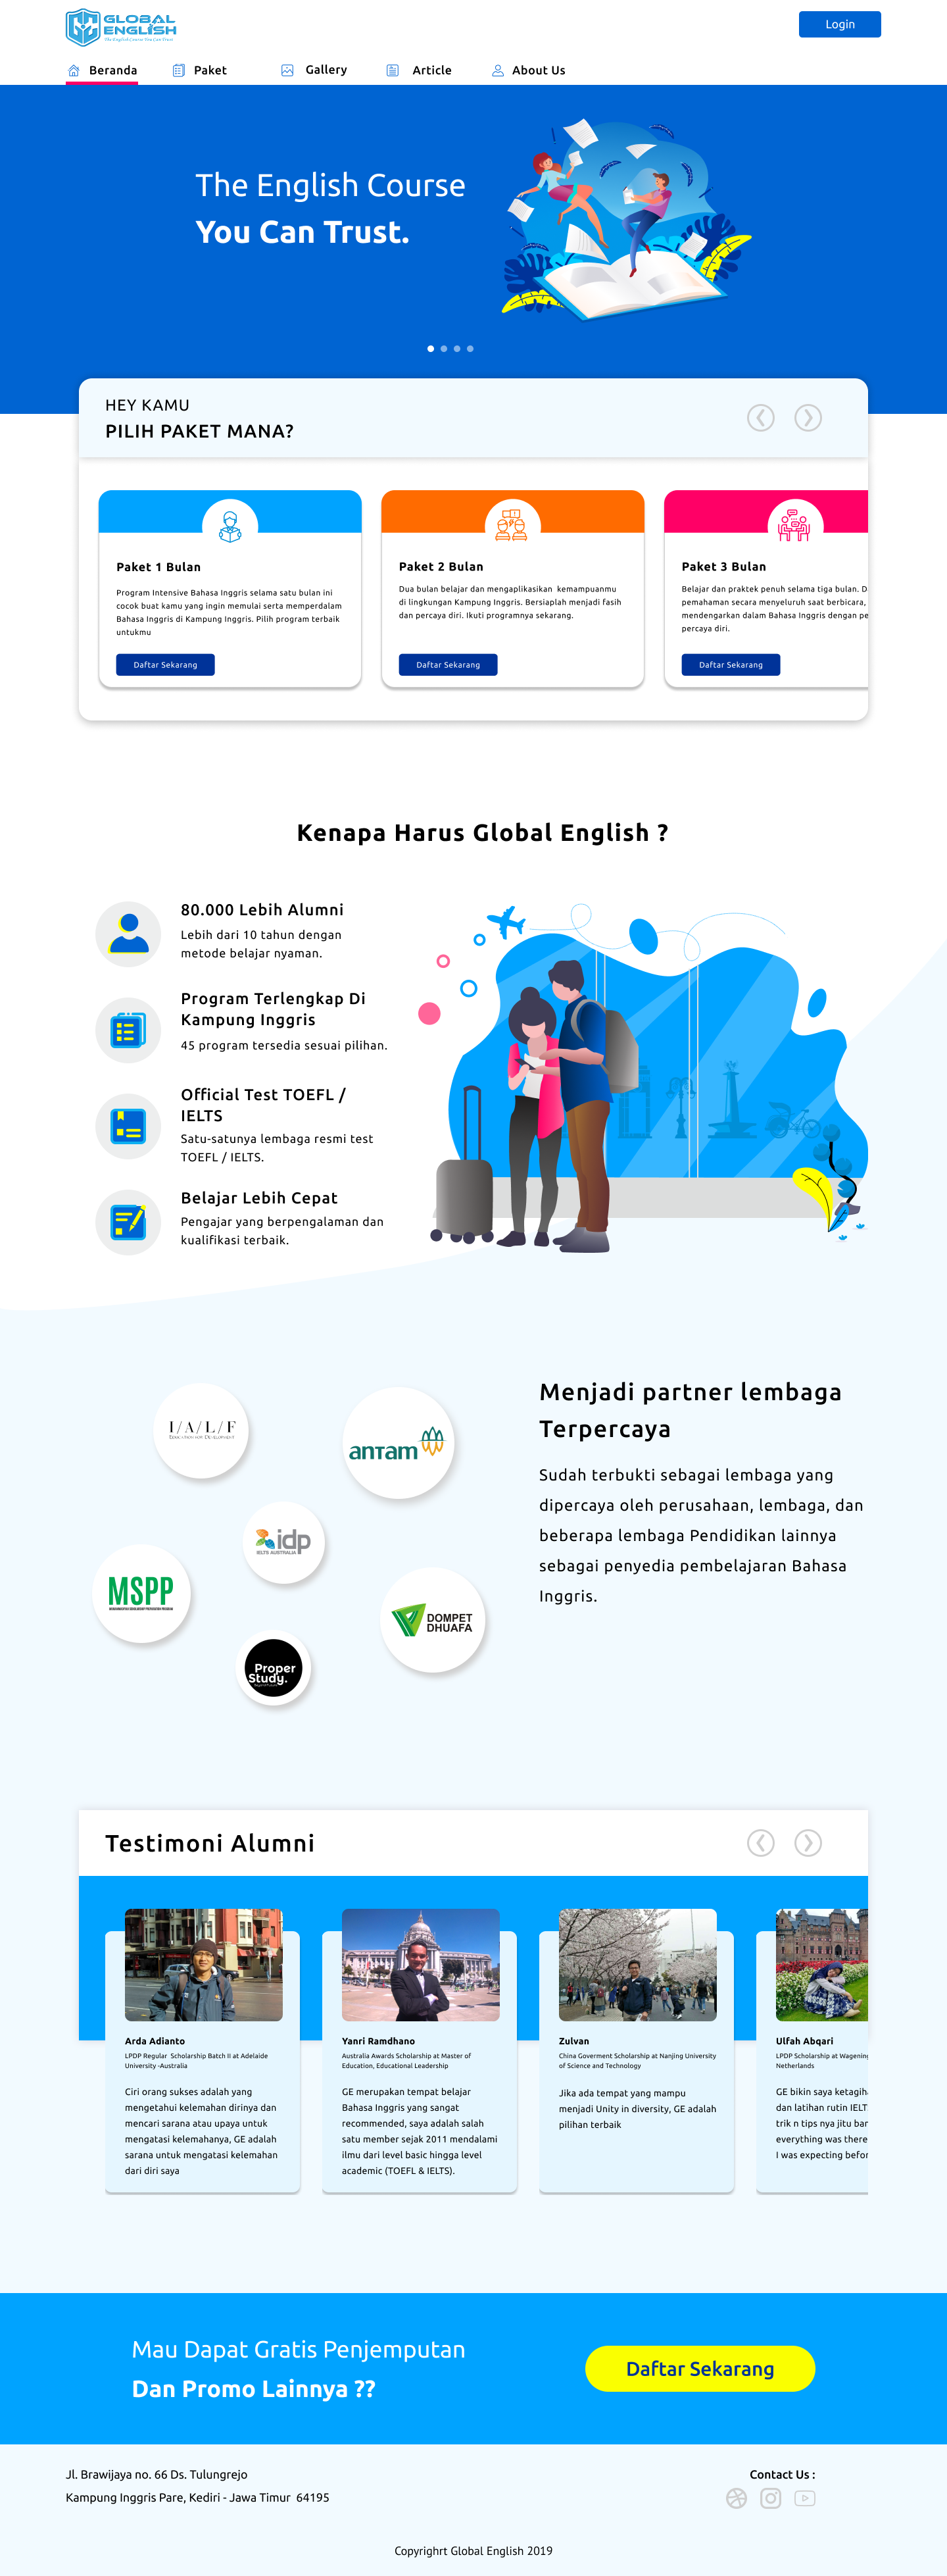 GLOBAL
ENGLISH
The English Course You Can Trust
Login
Beranda
Paket
Gallery
Article
About Us
The English Course
You Can Trust.
HEY KAMU
PILIH PAKET MANA?
Paket 1 Bulan
Program Intensive Bahasa Inggris selama satu bulan ini
cocok buat kamu yang ingin memulai serta memperdalam
Bahasa Inggris di Kampung Inggris. Pilih program terbaik
untukmu
Daftar Sekarang
Paket 2 Bulan
Dua bulan belajar dan mengaplikasikan kemampuanmu
di lingkungan Kampung Inggris. Bersiaplah menjadi fasih
dan percaya diri. Ikuti programnya sekarang.
Daftar Sekarang
Paket 3 Bulan
Belajar dan praktek penuh selama tiga bulan. D
pemahaman secara menyeluruh saat berbicara,
mendengarkan dalam Bahasa Inggris dengan pe
percaya diri.
Daftar Sekarang
Kenapa Harus Global English ?
80.000 Lebih Alumni
Lebih dari 10 tahun dengan
metode belajar nyaman.
Program Terlengkap Di
Kampung Inggris
45 program tersedia sesuai pilihan.
Official Test TOEFL /
IELTS
Satu-satunya lembaga resmi test
TOEFL / IELTS.
Belajar Lebih Cepat
Pengajar yang berpengalaman dan
kualifikasi terbaik.
I/A/L/F
EDUCATION FOR DEVELOPMENT
antam
idp
IELTS AUSTRALIA
MSPP
DOMPET
DHUAFA
Proper
Study.
Menjadi partner lembaga
Terpercaya
Sudah terbukti sebagai lembaga yang
dipercaya oleh perusahaan, lembaga, dan
beberapa lembaga Pendidikan lainnya
sebagai penyedia pembelajaran Bahasa
Inggris.
Testimoni Alumni
Arda Adianto
LPDP Regular Scholarship Batch II at Adelaide
University -Australia
Ciri orang sukses adalah yang
mengetahui kelemahan dirinya dan
mencari sarana atau upaya untuk
mengatasi kelemahanya, GE adalah
sarana untuk mengatasi kelemahan
dari diri saya
Yanri Ramdhano
Australia Awards Scholarship at Master of
Education, Educational Leadership
GE merupakan tempat belajar
Bahasa Inggris yang sangat
recommended, saya adalah salah
satu member sejak 2011 mendalami
ilmu dari level basic hingga level
academic (TOEFL & IELTS).
Zulvan
China Goverment Scholarship at Nanjing University
of Science and Technology
Jika ada tempat yang mampu
menjadi Unity in diversity, GE adalah
pilihan terbaik
Ulfah Abqari
LPDP Scholarship at Wagening
Netherlands
GE bikin saya ketagiha
dan latihan rutin IELT
trik n tips nya jitu bar
everything was there
I was expecting befor
Mau Dapat Gratis Penjemputan
Dan Promo Lainnya ??
Daftar Sekarang
Jl. Brawijaya no. 66 Ds. Tulungrejo
Kampung Inggris Pare, Kediri - Jawa Timur 64195
Contact Us :
Copyrighrt Global English 2019